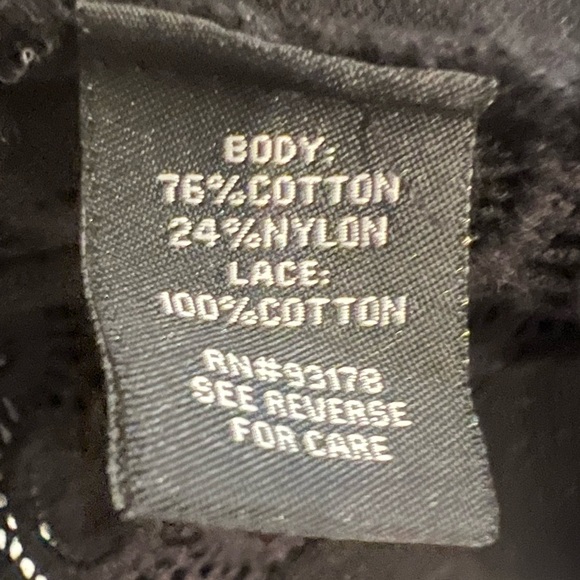 BODY:
76%COTTON
24%NYLON
LACE:
100%COTTON
RN#93178
SEE REVERSE
FOR CARE